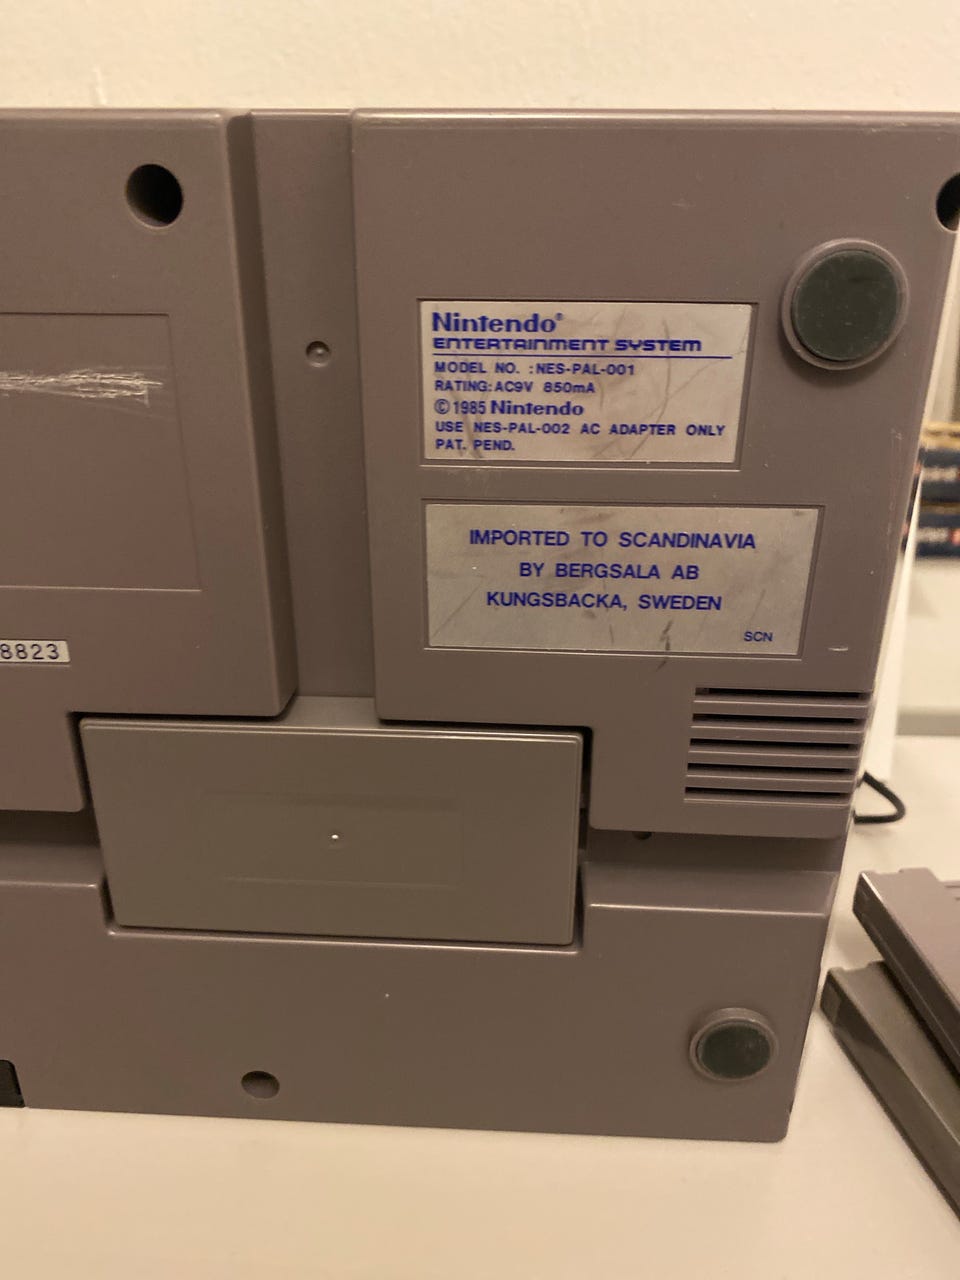 Nintendo®
ENTERTAINMENT SYSTEM
MODEL NO. :NES-PAL-001
RATING:AC9V 850mA
©1985 Nintendo
USE NES-PAL-002 AC ADAPTER ONLY
PAT. PEND.
IMPORTED TO SCANDINAVIA
BY BERGSALA AB
KUNGSBACKA, SWEDEN
SCN
8823